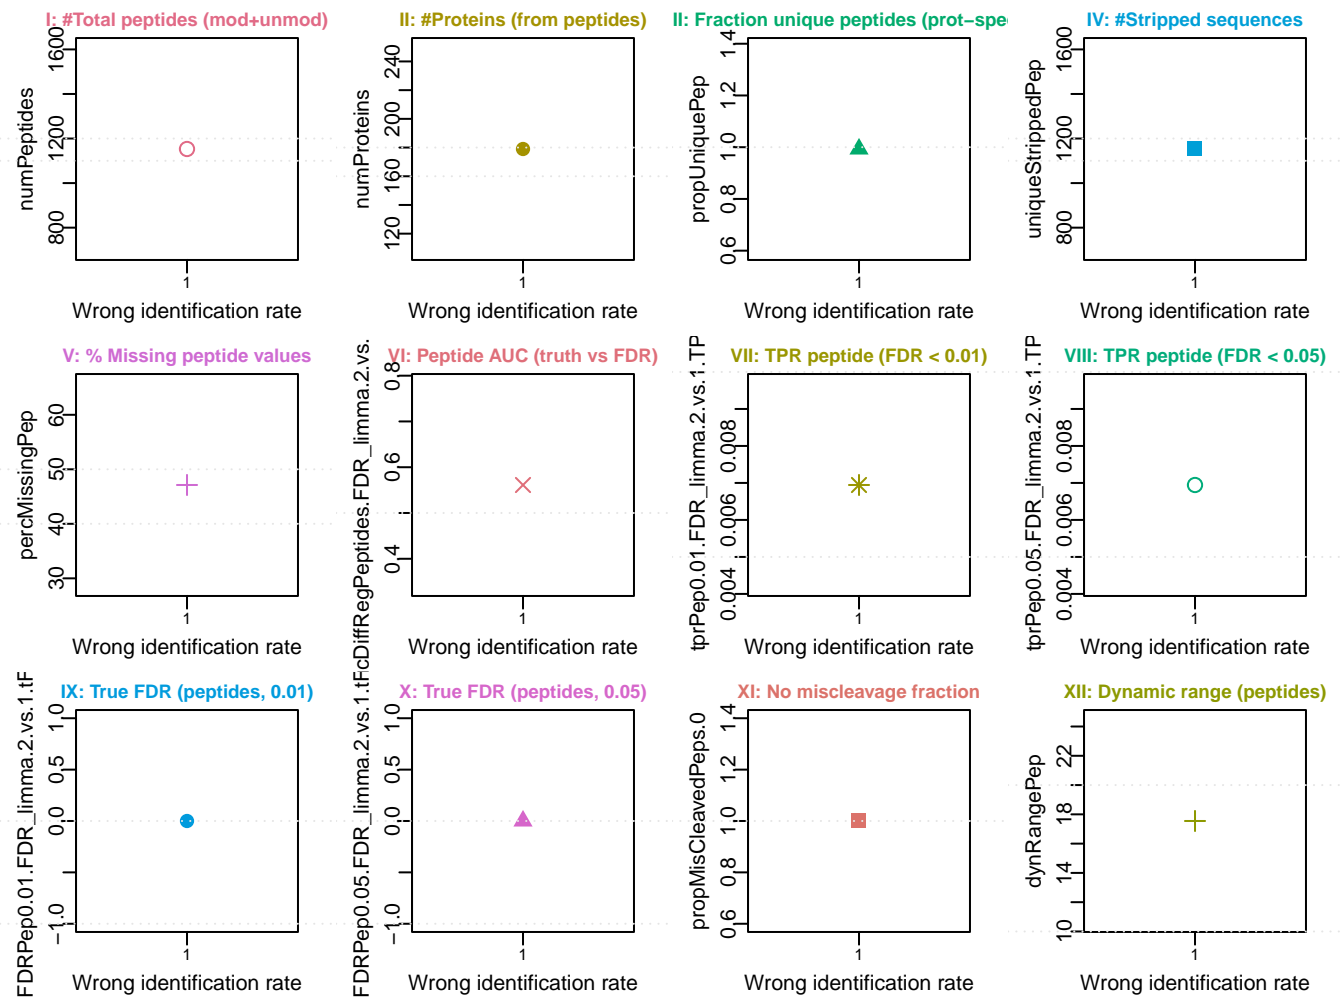 I: #Total peptides (mod+unmod)
numPeptides
800
1200
1600
1
Wrong identification rate
II: #Proteins (from peptides)
numProteins
120
160
200
240
1
Wrong identification rate
II: Fraction unique peptides (prot−spe
propUniquePep
0.6
0.8
1.0
1.2
1.4
1
Wrong identification rate
IV: #Stripped sequences
uniqueStrippedPep
800
1200
1600
1
Wrong identification rate
V: % Missing peptide values
percMissingPep
30
40
50
60
1
Wrong identification rate
VI: Peptide AUC (truth vs FDR)
cDiffRegPeptides.FDR_limma.2.vs.
0.4
0.6
0.8
1
Wrong identification rate
VII: TPR peptide (FDR < 0.01)
tprPep0.01.FDR_limma.2.vs.1.TP
0.004
0.006
0.008
1
Wrong identification rate
VIII: TPR peptide (FDR < 0.05)
tprPep0.05.FDR_limma.2.vs.1.TP
0.004
0.006
0.008
1
Wrong identification rate
IX: True FDR (peptides, 0.01)
FDRPep0.01.FDR_limma.2.vs.1.tF
−1.0
0.0
0.5
1.0
1
Wrong identification rate
X: True FDR (peptides, 0.05)
FDRPep0.05.FDR_limma.2.vs.1.tF
−1.0
0.0
0.5
1.0
1
Wrong identification rate
XI: No miscleavage fraction
propMisCleavedPeps.0
0.6
0.8
1.0
1.2
1.4
1
Wrong identification rate
XII: Dynamic range (peptides)
dynRangePep
10
14
18
22
1
Wrong identification rate